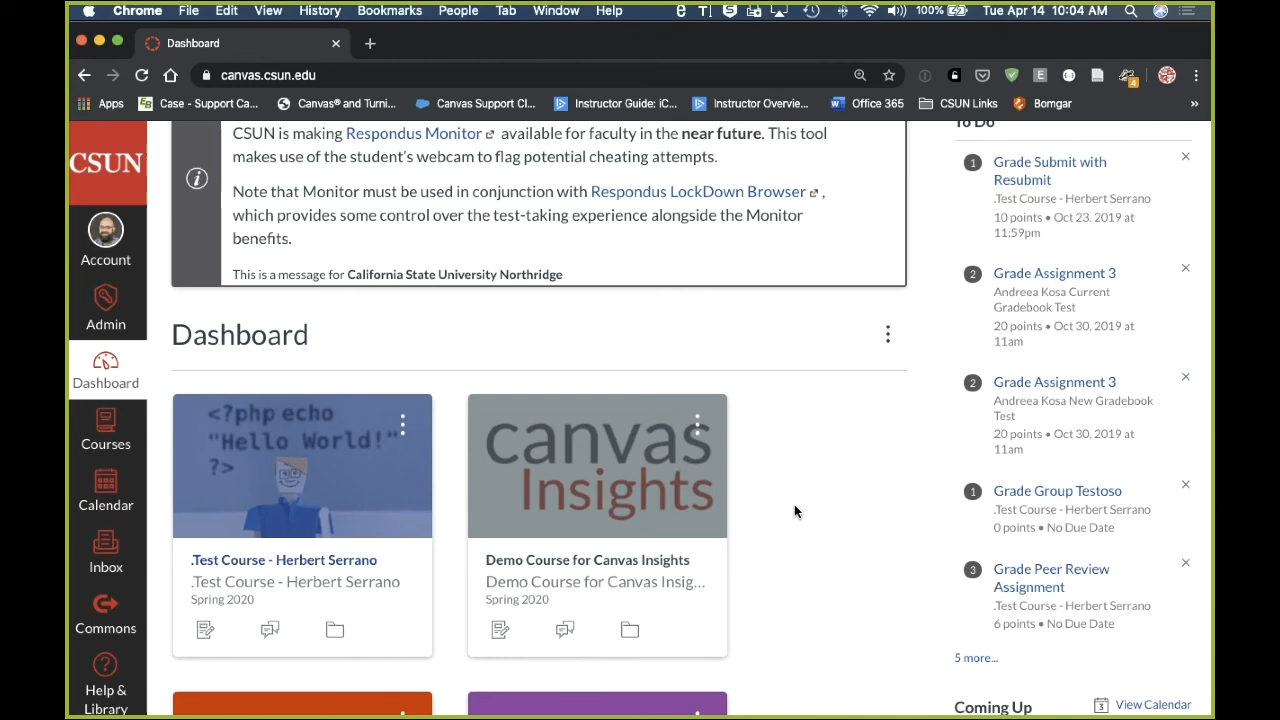 Chrome File Edit View History Bookmarks People Tab Window Help 100% Tue Apr 14 10:04 AM
Dashboard
canvas.csun.edu
Apps Case - Support Ca... Canvas® and Turni... Canvas Support Cl... Instructor Guide: iC... Instructor Overvie... Office 365 CSUN Links Bomgar »
CSUN
Account
Admin
Dashboard
Courses
Calendar
Inbox
Commons
Help &
Library
CSUN is making Respondus Monitor available for faculty in the near future. This tool
makes use of the student's webcam to flag potential cheating attempts.
Note that Monitor must be used in conjunction with Respondus LockDown Browser ,
which provides some control over the test-taking experience alongside the Monitor
benefits.
This is a message for California State University Northridge
Dashboard
<?php echo
"Hello World!"
?>
.Test Course - Herbert Serrano
.Test Course - Herbert Serrano
Spring 2020
canvas
Insights
Demo Course for Canvas Insights
Demo Course for Canvas Insig...
Spring 2020
To Do
1 Grade Submit with
Resubmit
.Test Course - Herbert Serrano
10 points • Oct 23, 2019 at
11:59pm
2 Grade Assignment 3
Andreea Kosa Current
Gradebook Test
20 points • Oct 30, 2019 at
11am
2 Grade Assignment 3
Andreea Kosa New Gradebook
Test
20 points • Oct 30, 2019 at
11am
1 Grade Group Testoso
.Test Course - Herbert Serrano
0 points • No Due Date
3 Grade Peer Review
Assignment
.Test Course - Herbert Serrano
6 points • No Due Date
5 more...
Coming Up 3 View Calendar